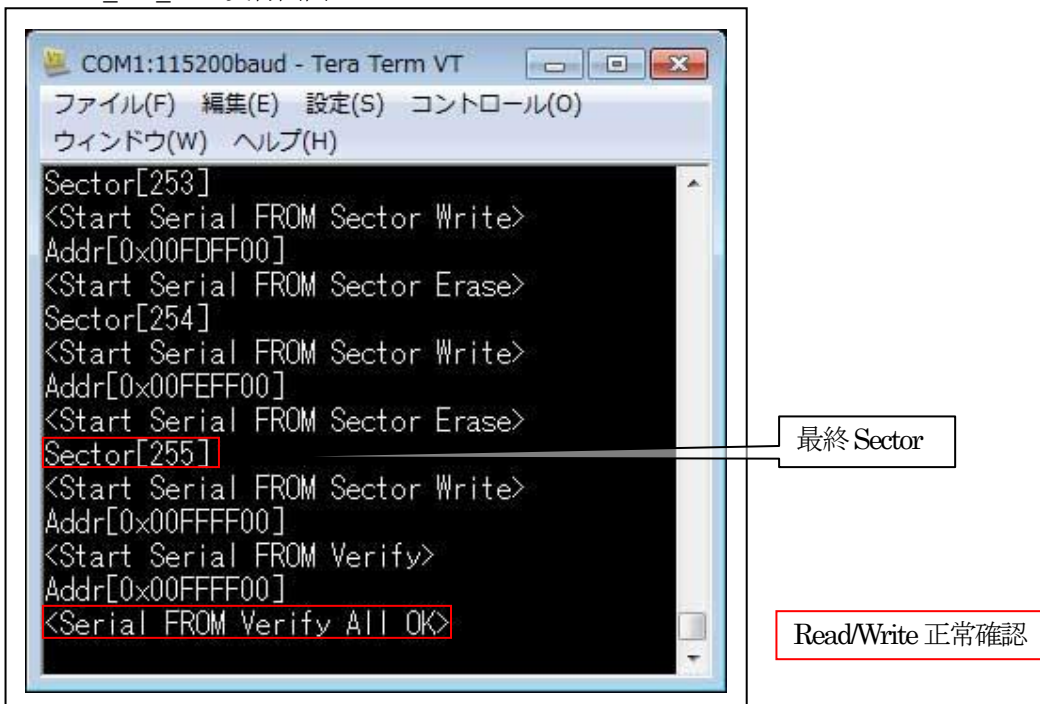 COM1:115200baud - Tera Term VT
ファイル(F) 編集(E) 設定(S) コントロール(O)
ウィンドウ(W) ヘルプ(H)
Sector[253]
<Start Serial FROM Sector Write>
Addr[0x00FDFF00]
<Start Serial FROM Sector Erase>
Sector[254]
<Start Serial FROM Sector Write>
Addr[0x00FEFF00]
<Start Serial FROM Sector Erase>
Sector[255]
最終 Sector
<Start Serial FROM Sector Write>
Addr[0x00FFFF00]
<Start Serial FROM Verify>
Addr[0x00FFFF00]
<Serial FROM Verify All OK>
Read/Write 正常確認